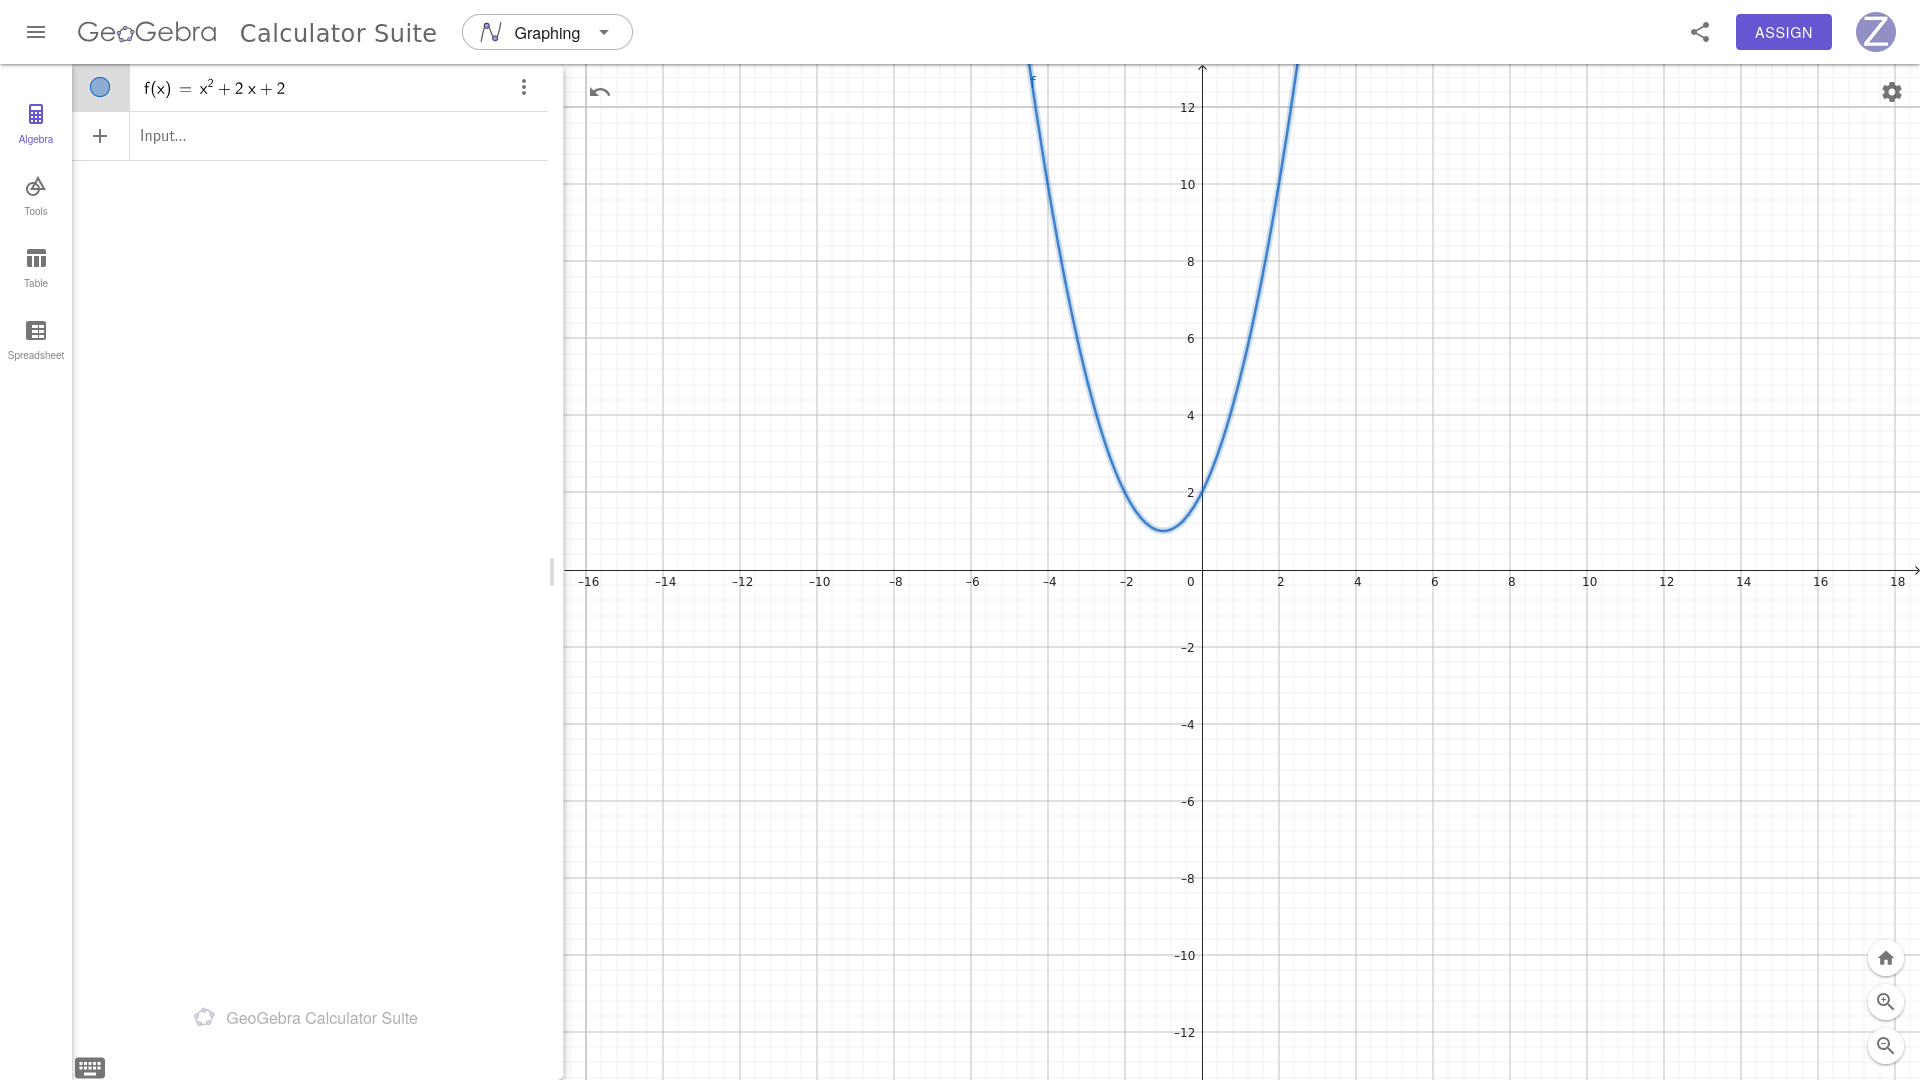 GeoGebra Calculator Suite Graphing ASSIGN Z
Algebra
Tools
Table
Spreadsheet
f(x) = x² + 2 x + 2
Input...
GeoGebra Calculator Suite
f
12
10
8
6
4
2
–16 –14 –12 –10 –8 –6 –4 –2 0 2 4 6 8 10 12 14 16 18
–2
–4
–6
–8
–10
–12